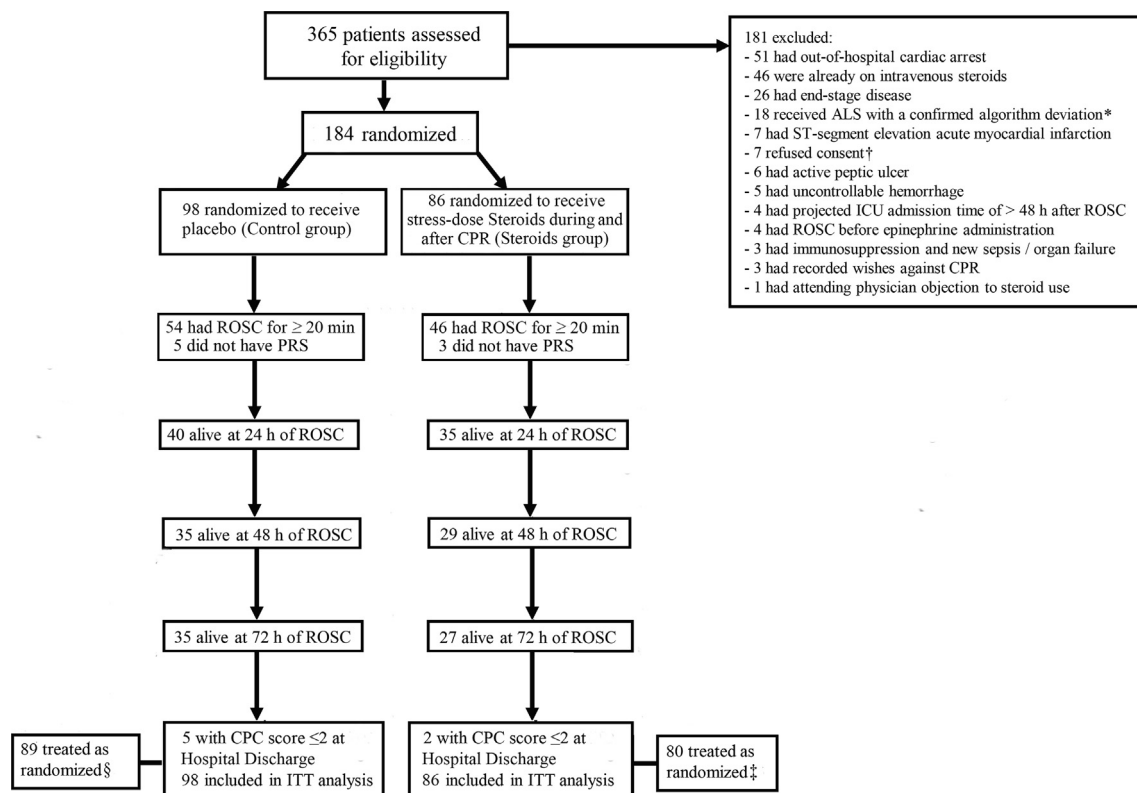 365 patients assessed
for eligibility
181 excluded:
- 51 had out-of-hospital cardiac arrest
- 46 were already on intravenous steroids
- 26 had end-stage disease
- 18 received ALS with a confirmed algorithm deviation*
- 7 had ST-segment elevation acute myocardial infarction
- 7 refused consent†
- 6 had active peptic ulcer
- 5 had uncontrollable hemorrhage
- 4 had projected ICU admission time of > 48 h after ROSC
- 4 had ROSC before epinephrine administration
- 3 had immunosuppression and new sepsis / organ failure
- 3 had recorded wishes against CPR
- 1 had attending physician objection to steroid use
184 randomized
98 randomized to receive
placebo (Control group)
86 randomized to receive
stress-dose Steroids during and
after CPR (Steroids group)
54 had ROSC for ≥ 20 min
5 did not have PRS
46 had ROSC for ≥ 20 min
3 did not have PRS
40 alive at 24 h of ROSC
35 alive at 24 h of ROSC
35 alive at 48 h of ROSC
29 alive at 48 h of ROSC
35 alive at 72 h of ROSC
27 alive at 72 h of ROSC
89 treated as
randomized§
5 with CPC score ≤2 at
Hospital Discharge
98 included in ITT analysis
2 with CPC score ≤2 at
Hospital Discharge
86 included in ITT analysis
80 treated as
randomized‡